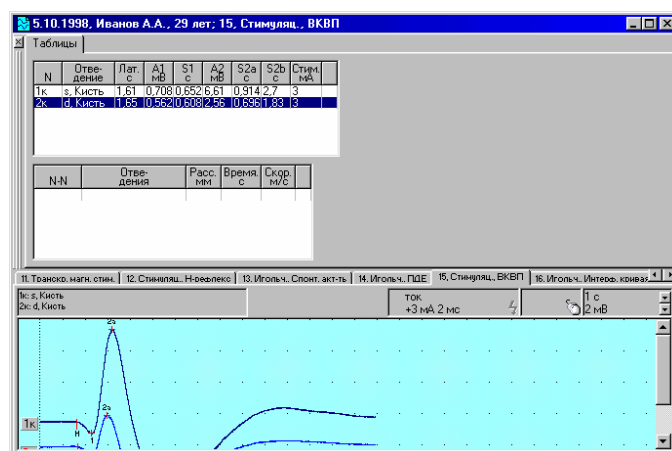 5.10.1998, Иванов А.А., 29 лет; 15, Стимуляц., ВКВП
Таблицы
N Отве-дение Лат. с А1 мВ S1 с А2 мВ S2a с S2b с Стим. мА
1к s, Кисть 1,61 0,708 0,652 6,61 0,914 2,7 3
2к d, Кисть 1,65 0,562 0,608 2,56 0,696 1,83 3
N-N Отве-дения Расс. мм Время. с Скор. м/с
11. Транскр. магн. стим. 12. Стимуляц., Н-рефлекс 13. Игольч., Спонт. акт-ть 14. Игольч., ПДЕ 15, Стимуляц., ВКВП 16. Игольч., Интерф. кривая
1к: s, Кисть
2к: d, Кисть
ток
+3 мА 2 мс
1 с
2 мВ
2a
2a
1к
н
1